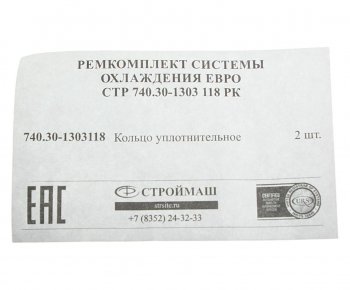 РЕМКОМПЛЕКТ СИСТЕМЫ
ОХЛАЖДЕНИЯ ЕВРО
СТР 740.30-1303 118 РК
740.30-1303118 Кольцо уплотнительное 2 шт.
ЕАС
СТРОЙМАШ
strsite.ru
+7 (8352) 24-32-33